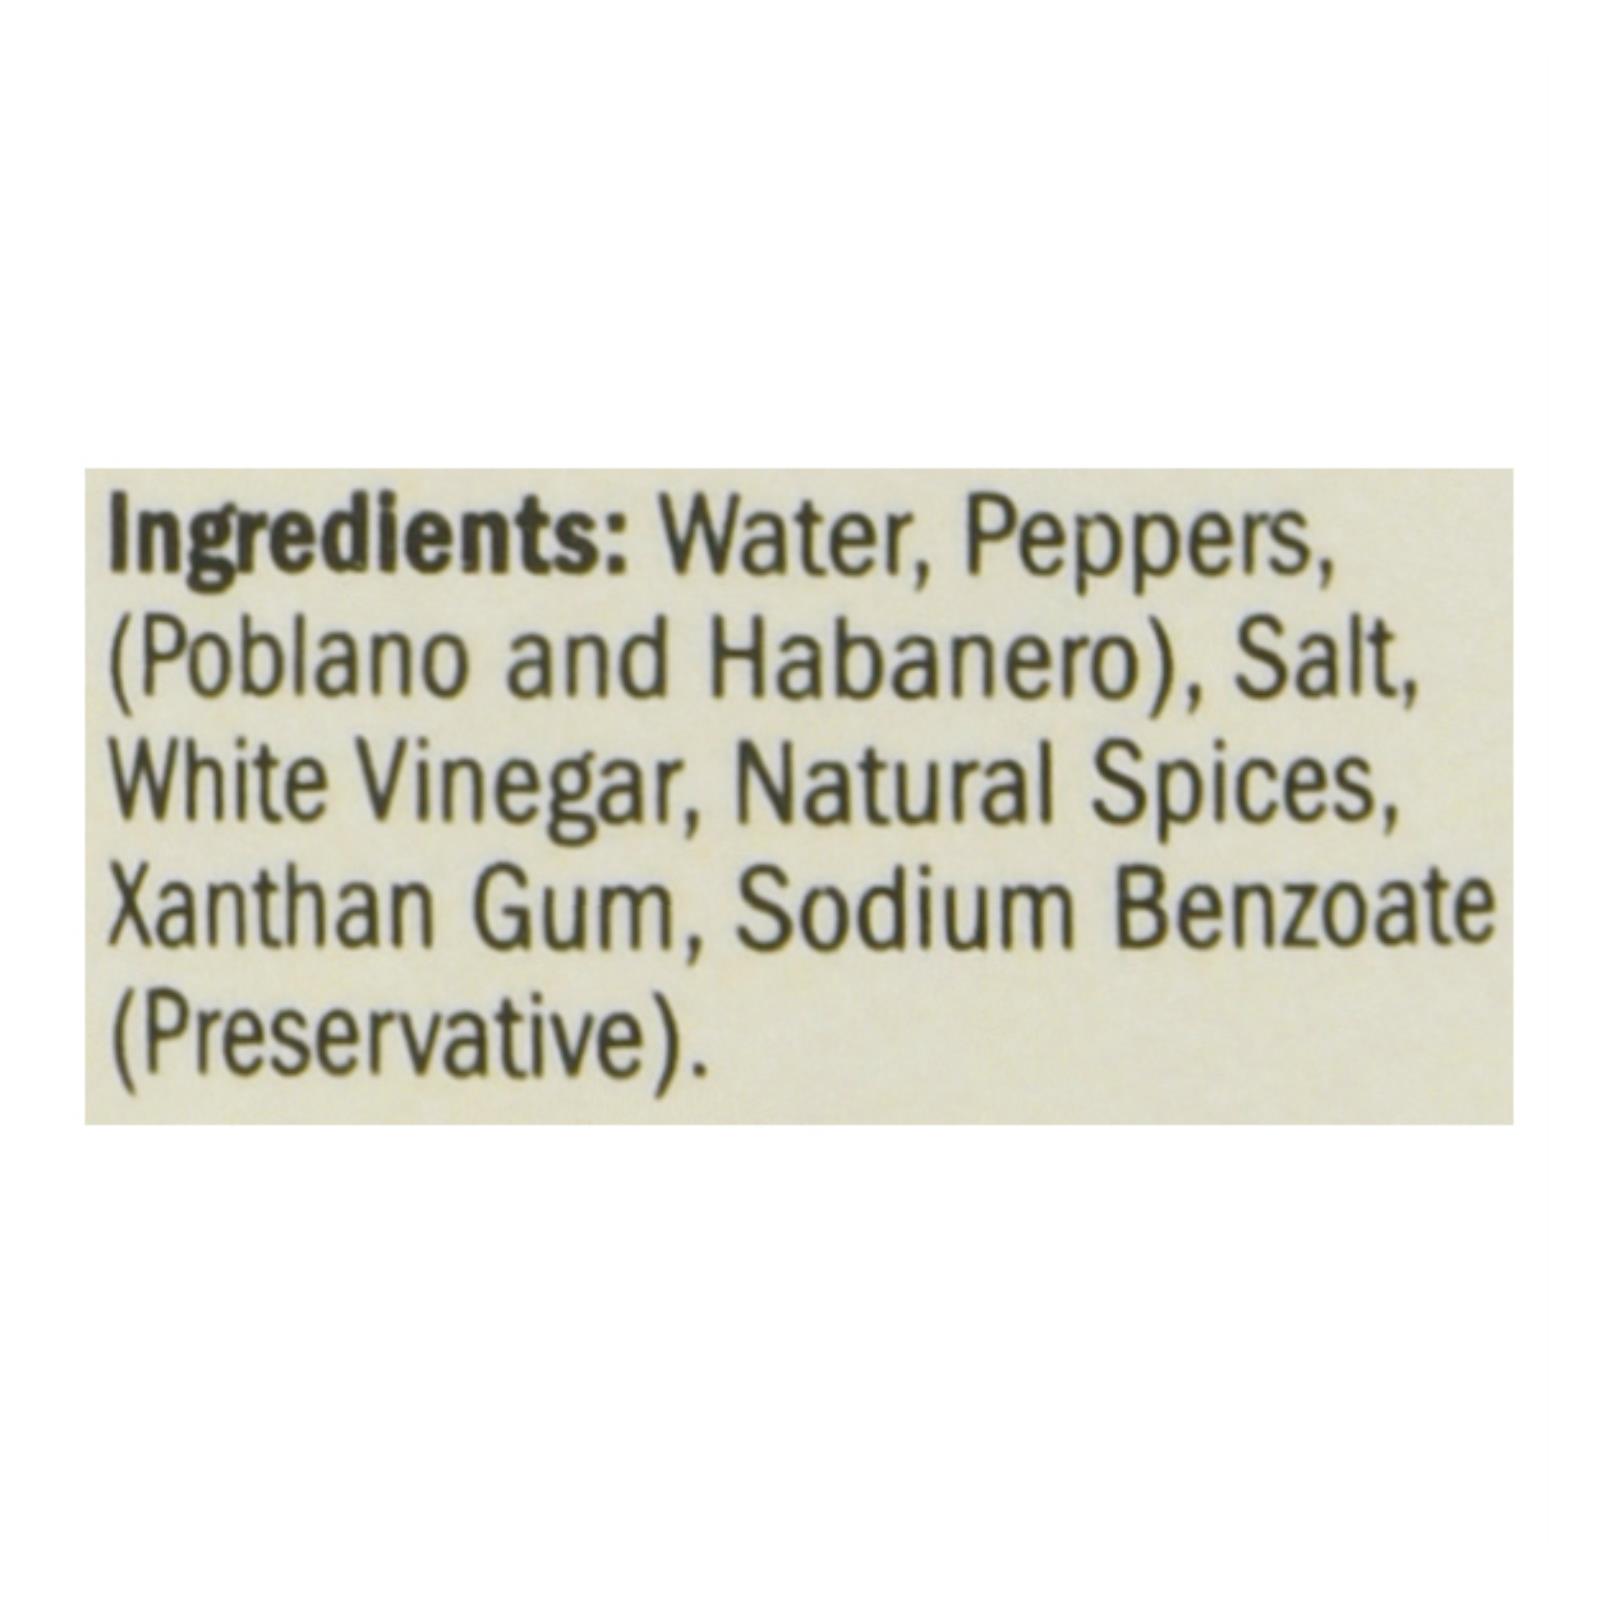 Ingredients: Water, Peppers,
(Poblano and Habanero), Salt,
White Vinegar, Natural Spices,
Xanthan Gum, Sodium Benzoate
(Preservative).